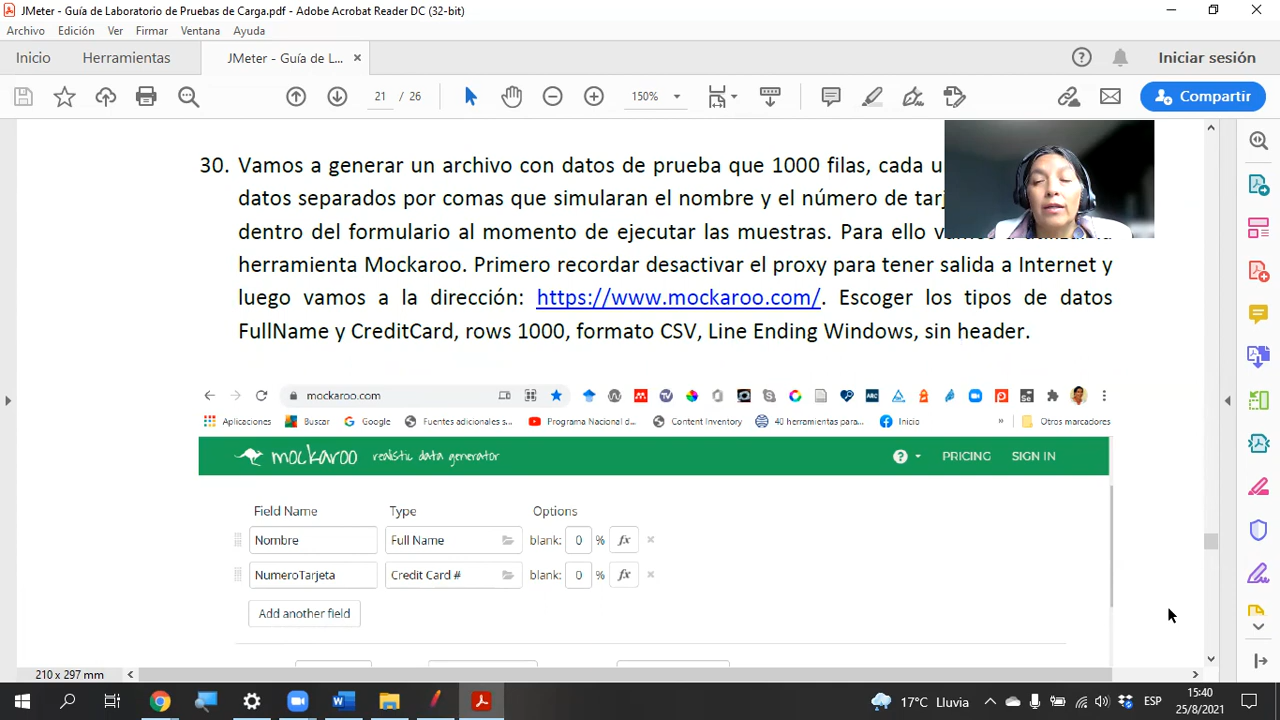 JMeter - Guía de Laboratorio de Pruebas de Carga.pdf - Adobe Acrobat Reader DC (32-bit)
Archivo Edición Ver Firmar Ventana Ayuda
Inicio Herramientas JMeter - Guía de L... Iniciar sesión
21 / 26 150% Compartir
30. Vamos a generar un archivo con datos de prueba que 1000 filas, cada u
datos separados por comas que simularan el nombre y el número de tarj
dentro del formulario al momento de ejecutar las muestras. Para ello
herramienta Mockaroo. Primero recordar desactivar el proxy para tener salida a Internet y
luego vamos a la dirección: https://www.mockaroo.com/. Escoger los tipos de datos
FullName y CreditCard, rows 1000, formato CSV, Line Ending Windows, sin header.
mockaroo.com
Aplicaciones Buscar Google Fuentes adicionales s... Programa Nacional d... Content Inventory 40 herramientas para... Inicio » Otros marcadores
mockaroo realistic data generator PRICING SIGN IN
Field Name Type Options
Nombre Full Name blank: 0 % fx
NumeroTarjeta Credit Card # blank: 0 % fx
Add another field
210 x 297 mm
17°C Lluvia ESP 15:40
25/8/2021